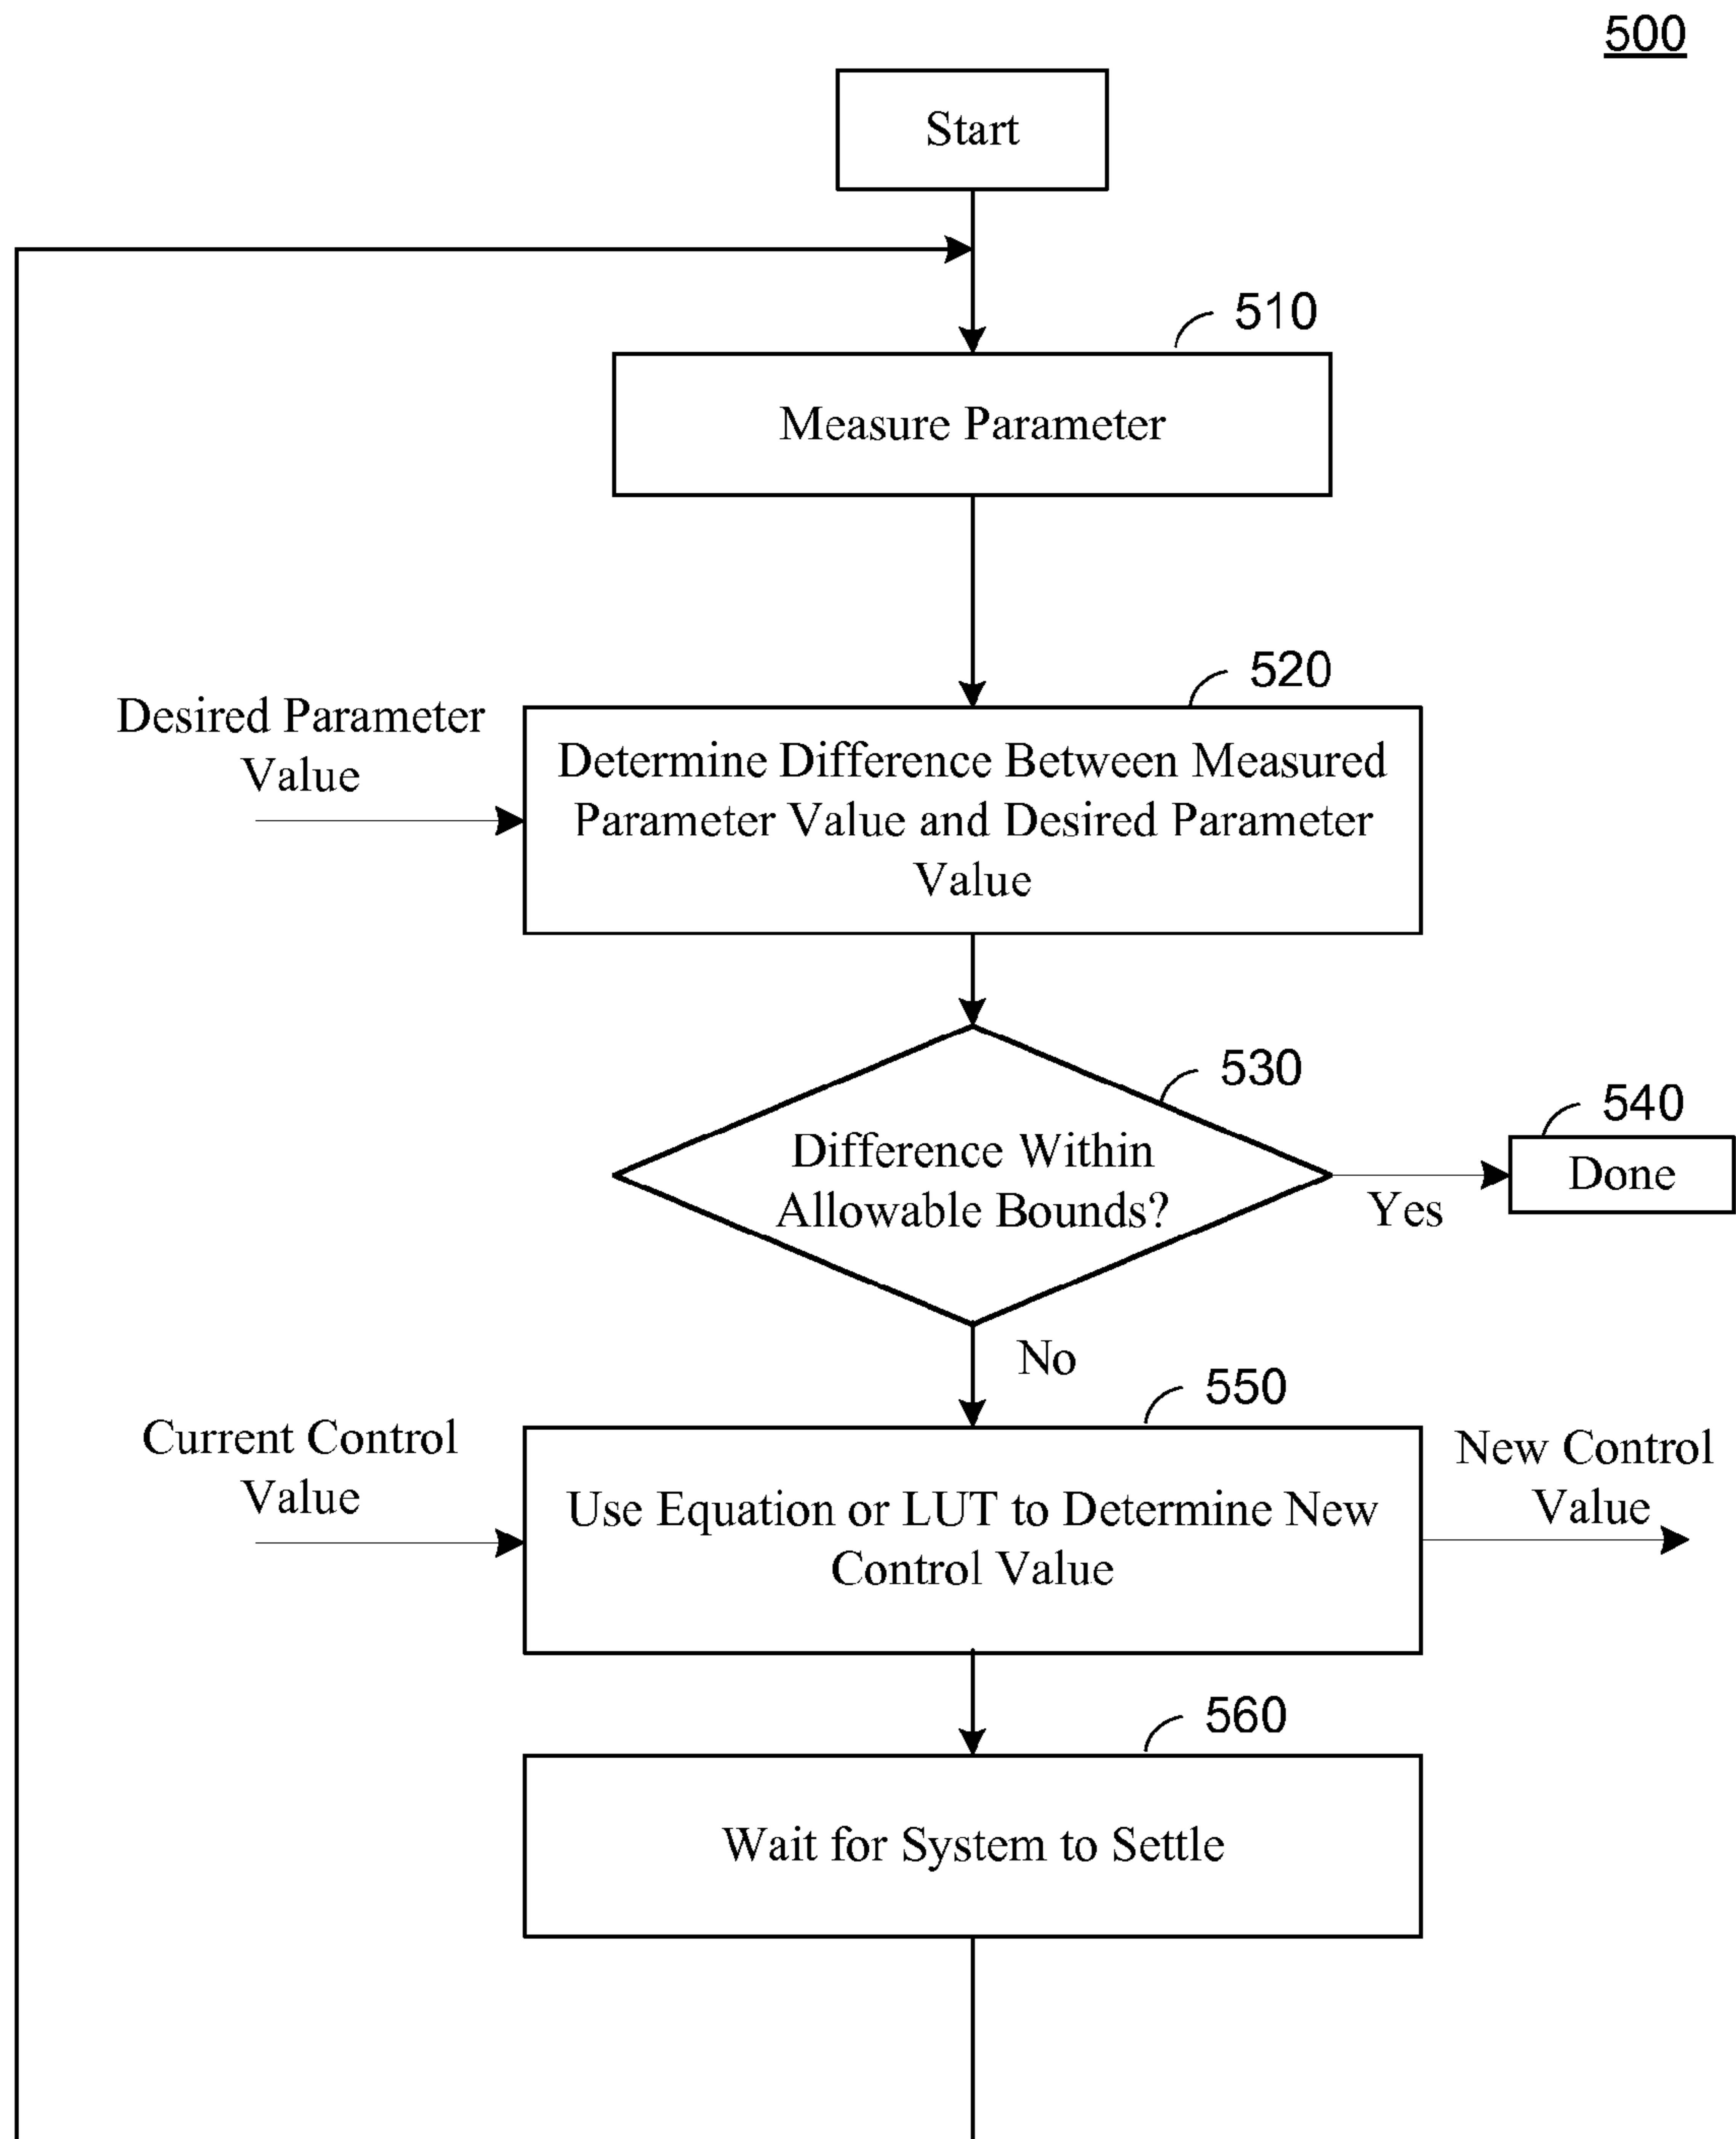 500
Start
510
Measure Parameter
520
Desired Parameter
Value
Determine Difference Between Measured
Parameter Value and Desired Parameter
Value
530
Difference Within
Allowable Bounds?
Yes
540
Done
No
550
Current Control
Value
Use Equation or LUT to Determine New
Control Value
New Control
Value
560
Wait for System to Settle